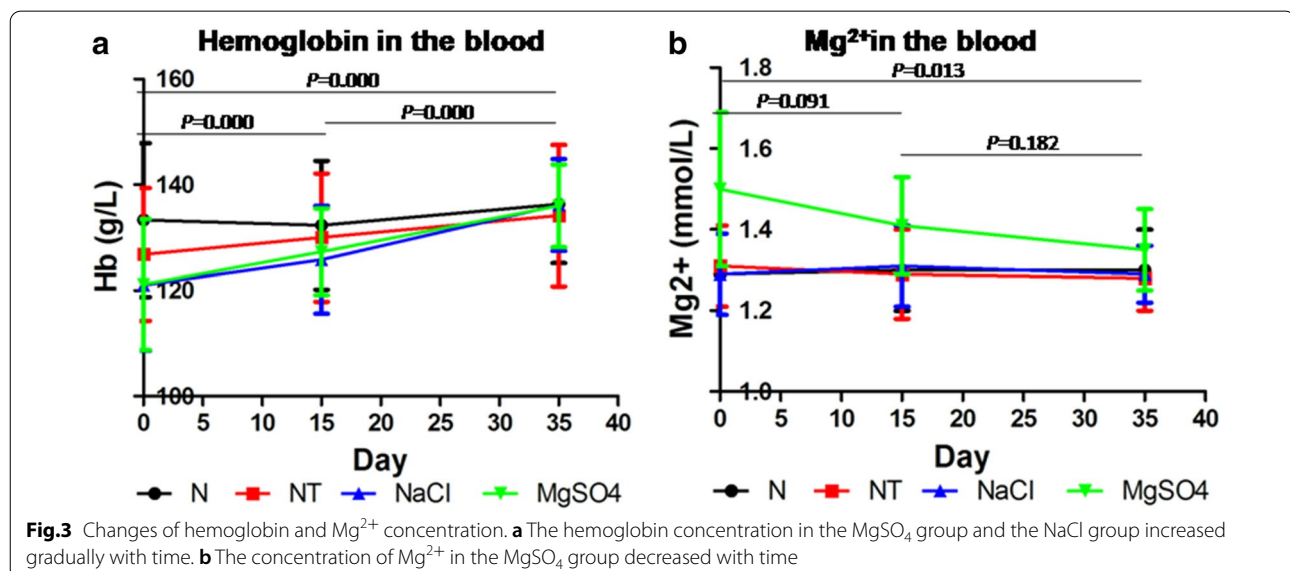 a Hemoglobin in the blood
160
P=0.000
P=0.000 P=0.000
140
120
100
Hb (g/L)
0 5 10 15 20 25 30 35 40
Day
N NT NaCl MgSO4
b Mg²⁺in the blood
1.8
P=0.013
P=0.091
1.6
P=0.182
1.4
1.2
1.0
Mg2+ (mmol/L)
0 5 10 15 20 25 30 35 40
Day
N NT NaCl MgSO4
Fig.3 Changes of hemoglobin and Mg²⁺ concentration. a The hemoglobin concentration in the MgSO₄ group and the NaCl group increased
gradually with time. b The concentration of Mg²⁺ in the MgSO₄ group decreased with time